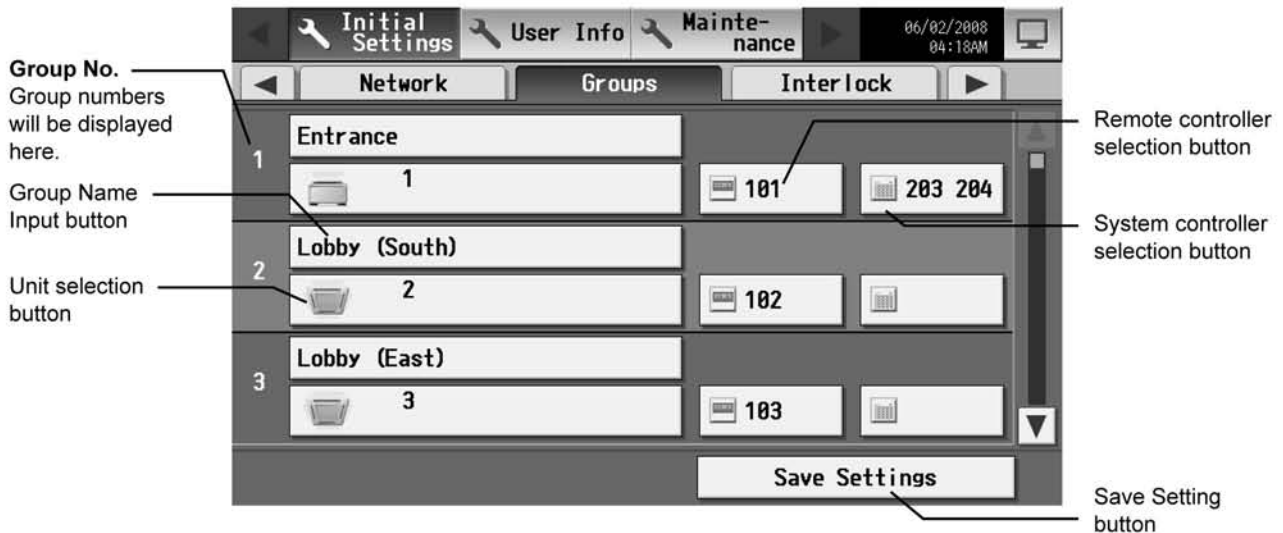 Initial
Settings
User Info
Mainte-
nance
06/02/2008
04:18AM
Network
Groups
Interlock
Group No.
Group numbers
will be displayed
here.
1
Entrance
1
101
203 204
Remote controller
selection button
Group Name
Input button
System controller
selection button
2
Lobby (South)
2
102
Unit selection
button
3
Lobby (East)
3
103
Save Settings
Save Setting
button